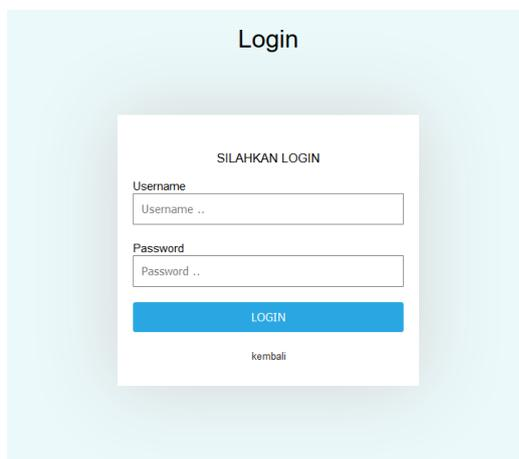 Login
SILAHKAN LOGIN
Username
Username ..
Password
Password ..
LOGIN
kembali